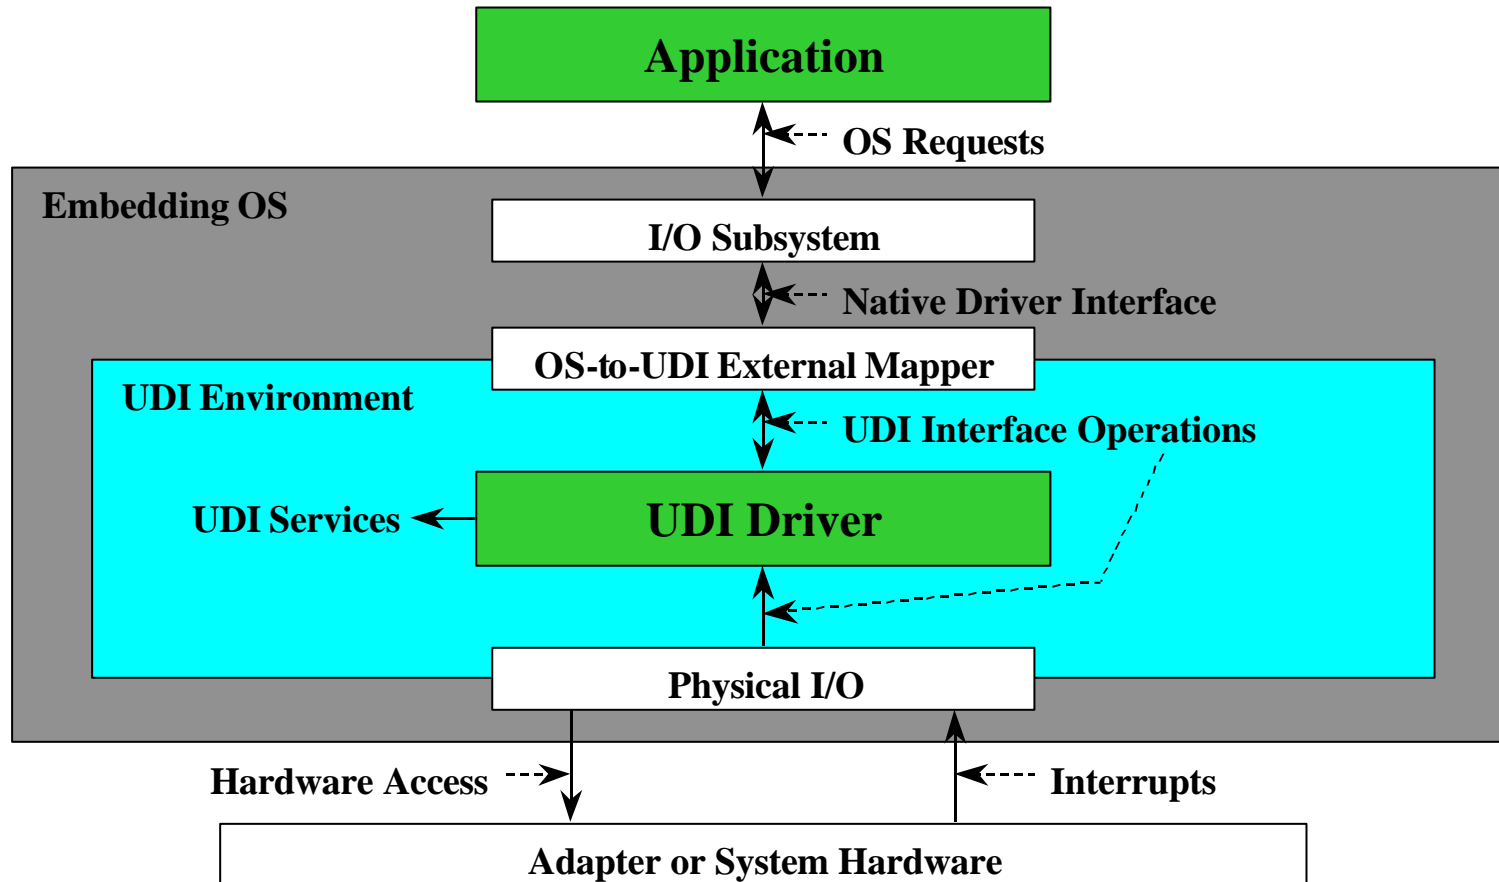 Application
OS Requests
Embedding OS
I/O Subsystem
Native Driver Interface
OS-to-UDI External Mapper
UDI Environment
UDI Interface Operations
UDI Services
UDI Driver
Physical I/O
Hardware Access
Interrupts
Adapter or System Hardware